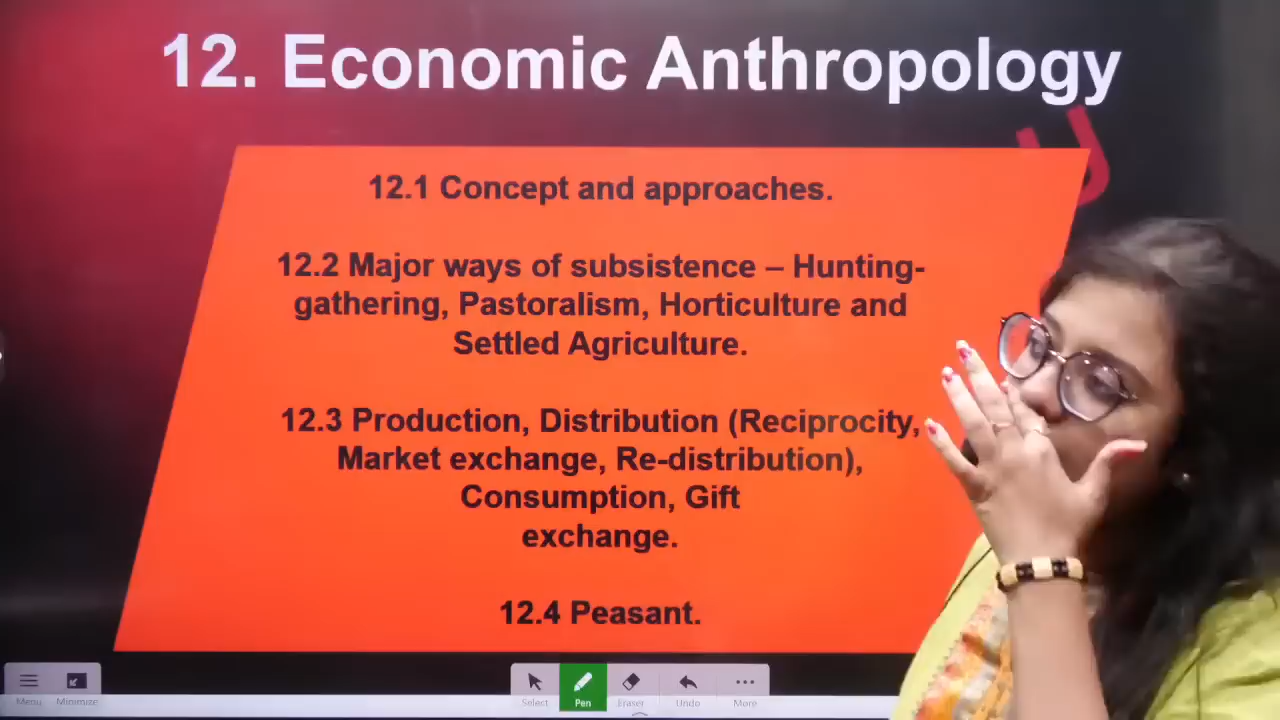 12. Economic Anthropology
12.1 Concept and approaches.
12.2 Major ways of subsistence – Hunting-
gathering, Pastoralism, Horticulture and
Settled Agriculture.
12.3 Production, Distribution (Reciprocity,
Market exchange, Re-distribution),
Consumption, Gift
exchange.
12.4 Peasant.
Menu Minimize Select Pen Eraser Undo More